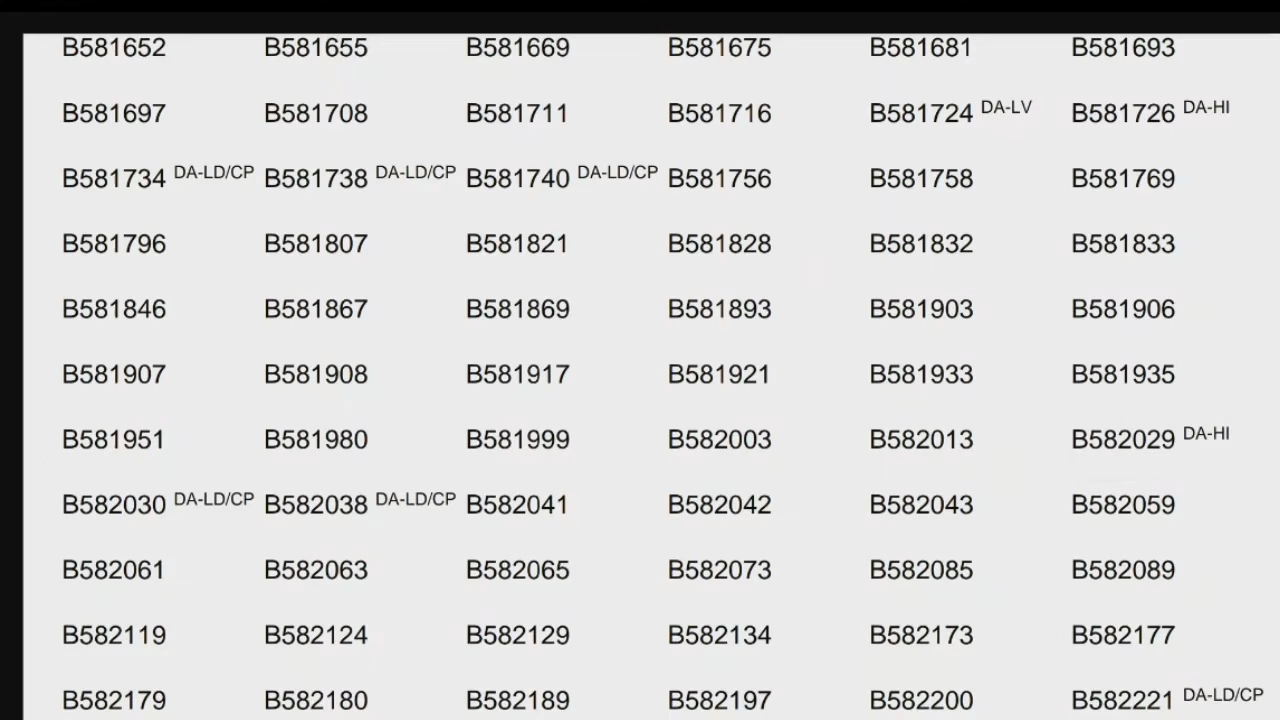 B581652 B581655 B581669 B581675 B581681 B581693
B581697 B581708 B581711 B581716 B581724 DA-LV B581726 DA-HI
B581734 DA-LD/CP B581738 DA-LD/CP B581740 DA-LD/CP B581756 B581758 B581769
B581796 B581807 B581821 B581828 B581832 B581833
B581846 B581867 B581869 B581893 B581903 B581906
B581907 B581908 B581917 B581921 B581933 B581935
B581951 B581980 B581999 B582003 B582013 B582029 DA-HI
B582030 DA-LD/CP B582038 DA-LD/CP B582041 B582042 B582043 B582059
B582061 B582063 B582065 B582073 B582085 B582089
B582119 B582124 B582129 B582134 B582173 B582177
B582179 B582180 B582189 B582197 B582200 B582221 DA-LD/CP